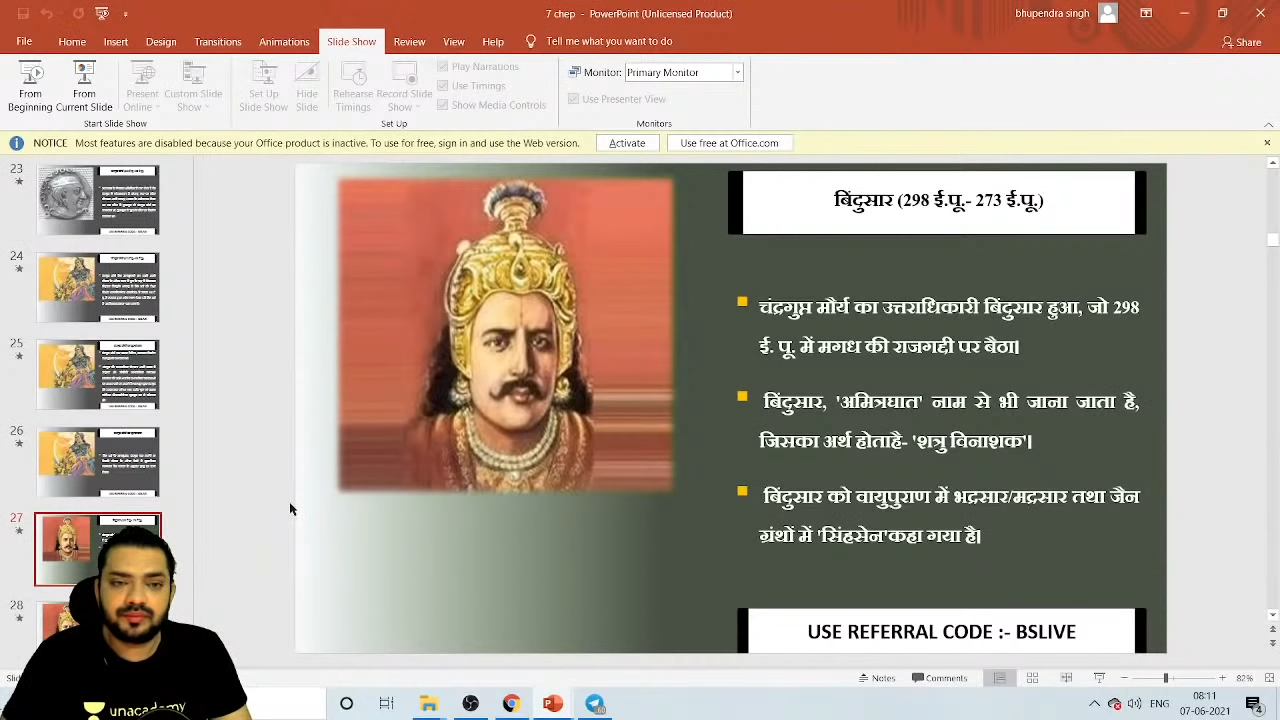 7 chep - PowerPoint (Unlicensed Product)
bhupendra singh
File Home Insert Design Transitions Animations Slide Show Review View Help Tell me what you want to do
Share
From Beginning
From Current Slide
Present Online
Custom Slide Show
Start Slide Show
Set Up Slide Show
Hide Slide
Rehearse Timings
Record Slide Show
Play Narrations
Use Timings
Show Media Controls
Set Up
Monitor: Primary Monitor
Use Presenter View
Monitors
NOTICE Most features are disabled because your Office product is inactive. To use for free, sign in and use the Web version.
Activate
Use free at Office.com
23
24
25
26
27
28
बिंदुसार (298 ई.पू.- 273 ई.पू.)
चंद्रगुप्त मौर्य का उत्तराधिकारी बिंदुसार हुआ, जो 298
ई. पू. में मगध की राजगद्दी पर बैठा।
बिंदुसार 'अमित्रघात' नाम से भी जाना जाता है,
जिसका अर्थ होताहै- 'शत्रु विनाशक'।
बिंदुसार को वायुपुराण में भद्रसार/मद्रसार तथा जैन
ग्रंथों में 'सिंहसेन'कहा गया है।
USE REFERRAL CODE :- BSLIVE
Notes
Comments
82%
unacademy
08:11
07-06-2021